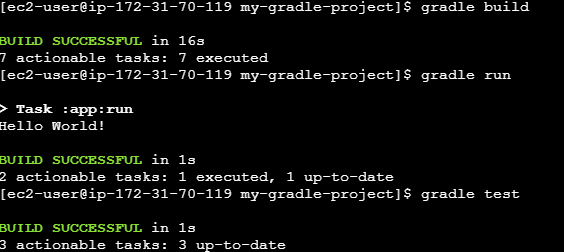 [ec2-user@ip-172-31-70-119 my-gradle-project]$ gradle build
BUILD SUCCESSFUL in 16s
7 actionable tasks: 7 executed
[ec2-user@ip-172-31-70-119 my-gradle-project]$ gradle run
> Task :app:run
Hello World!
BUILD SUCCESSFUL in 1s
2 actionable tasks: 1 executed, 1 up-to-date
[ec2-user@ip-172-31-70-119 my-gradle-project]$ gradle test
BUILD SUCCESSFUL in 1s
3 actionable tasks: 3 up-to-date